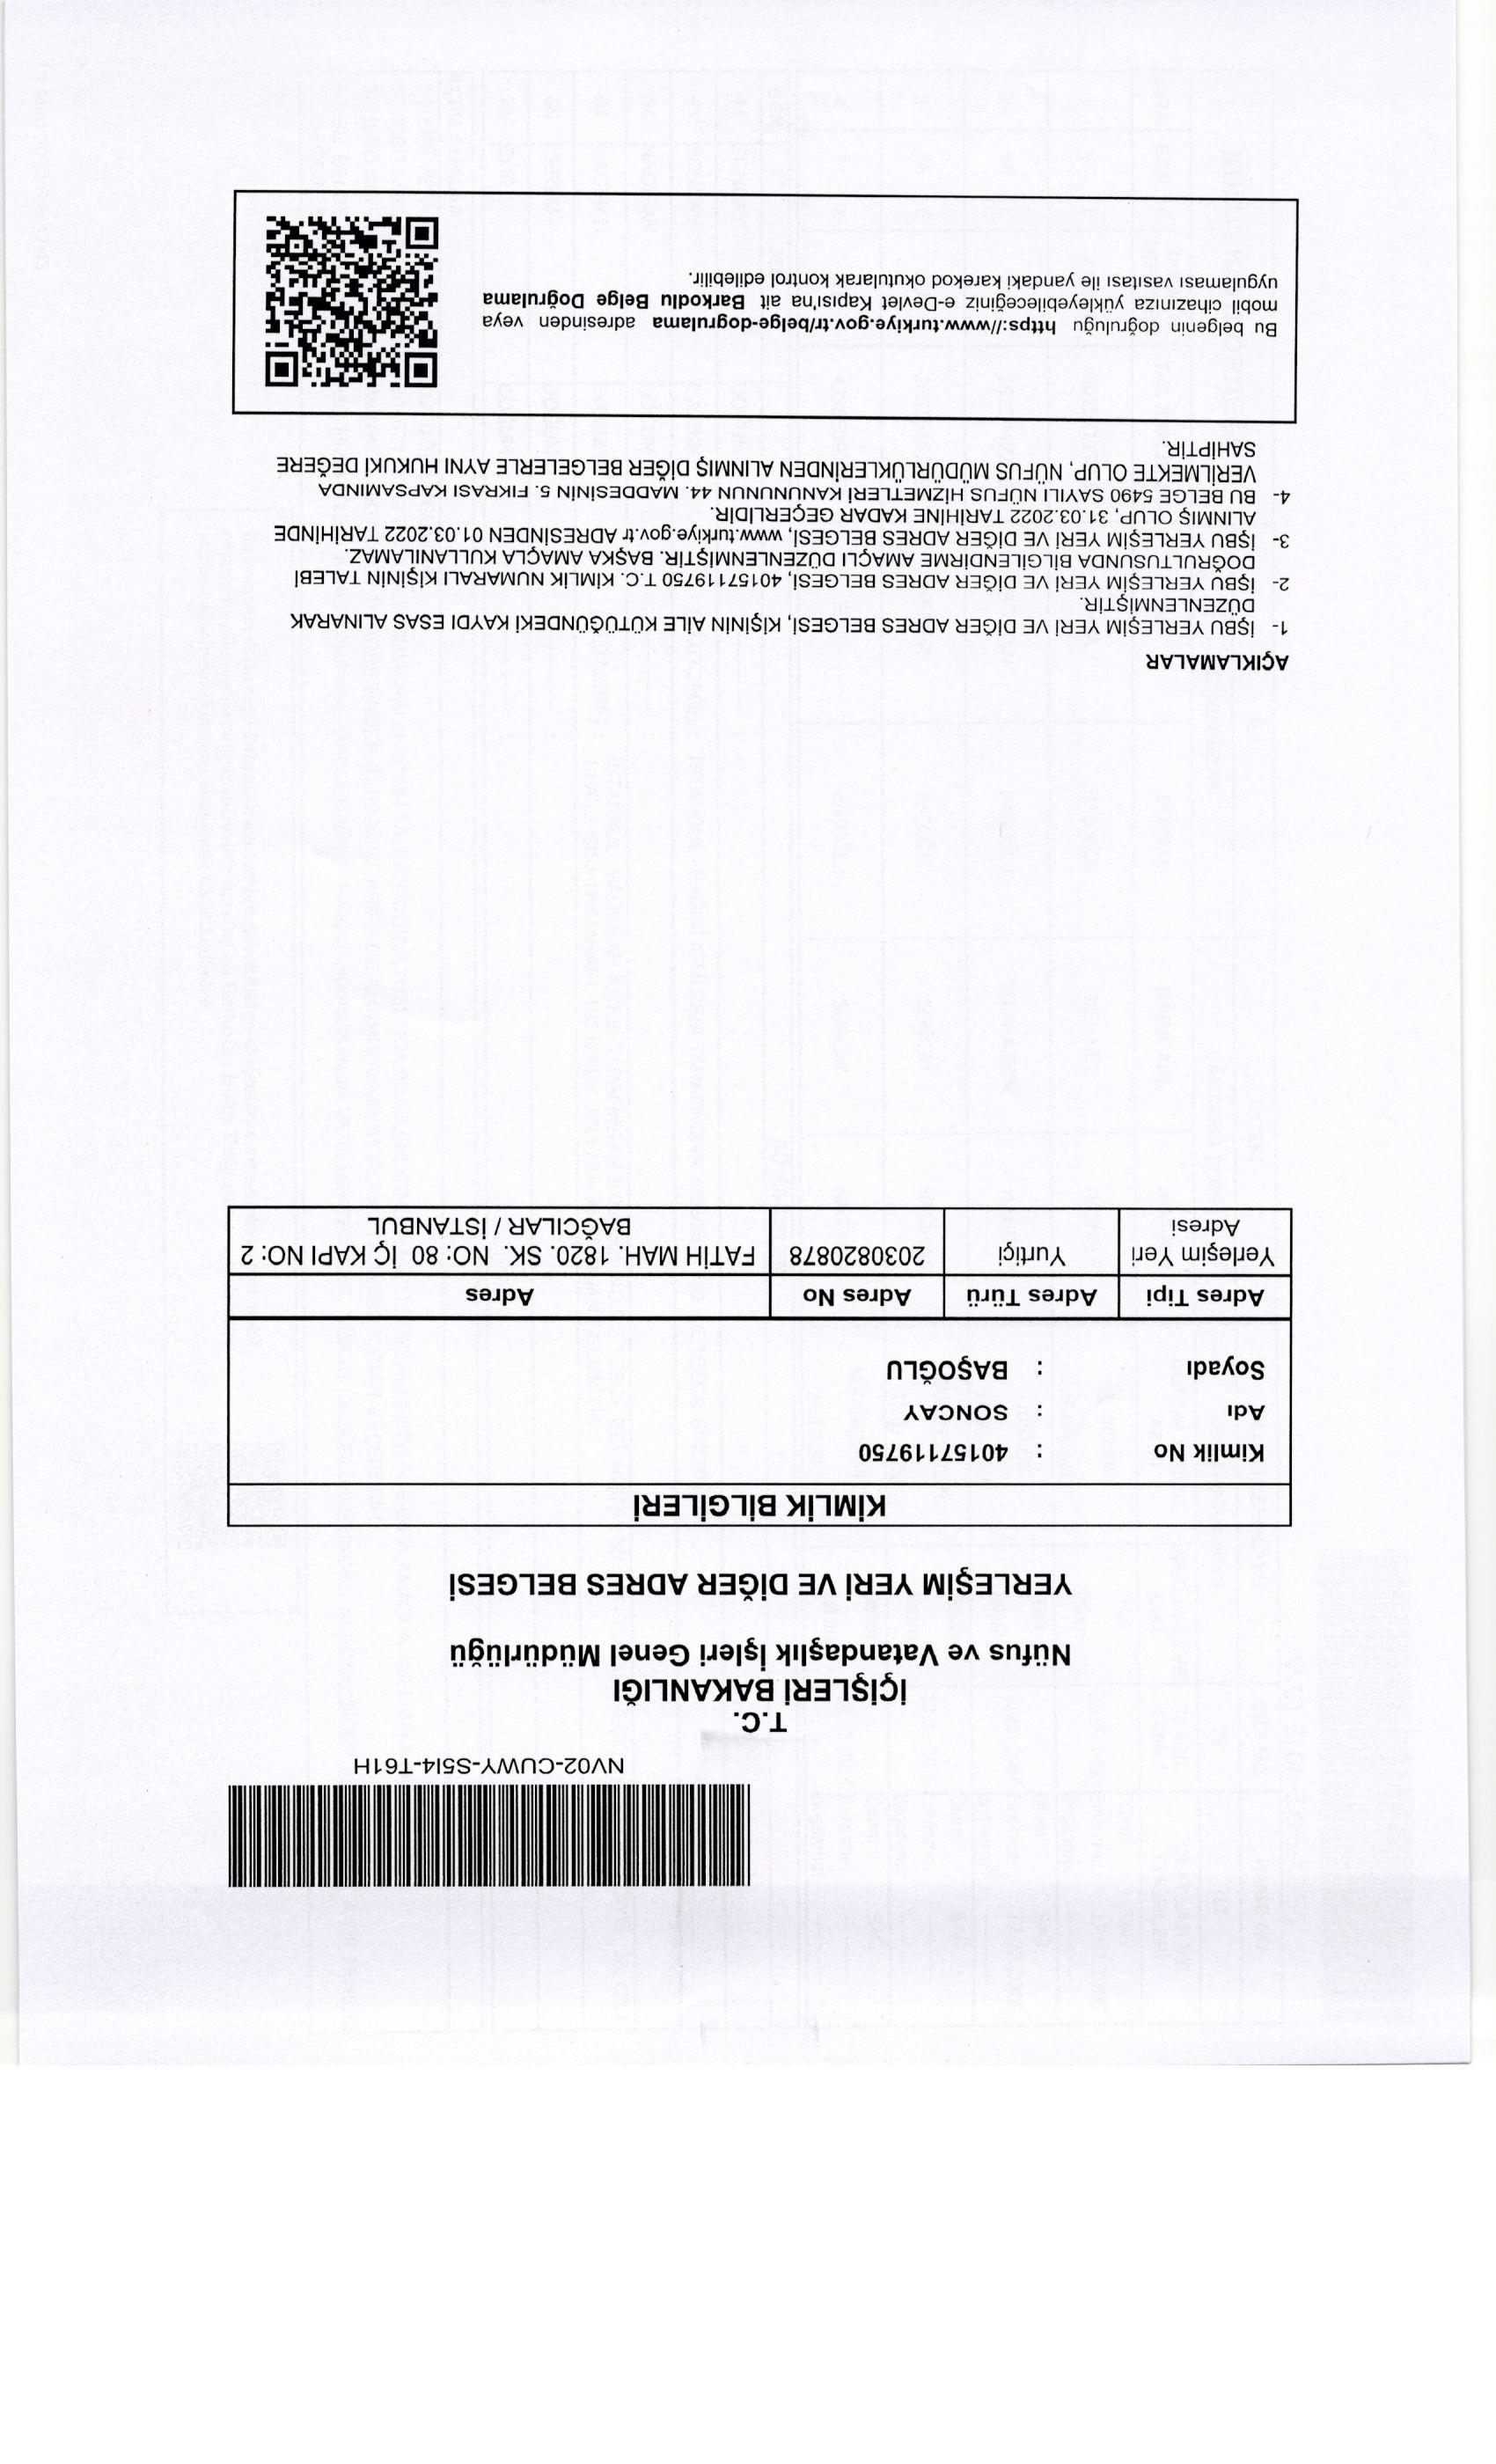 NV02-CUWY-S5I4-T61H
T.C.
İÇİŞLERİ BAKANLIĞI
Nüfus ve Vatandaşlık İşleri Genel Müdürlüğü
YERLEŞİM YERİ VE DİĞER ADRES BELGESİ
KİMLİK BİLGİLERİ
Kimlik No : 40157119750
Adı : SONCAY
Soyadı : BAŞOĞLU
Adres Tipi Adres Türü Adres No Adres
Yerleşim Yeri Yurtiçi 2030820878 FATİH MAH. 1820. SK. NO: 80 İÇ KAPI NO: 2
Adresi BAĞCILAR / İSTANBUL
AÇIKLAMALAR
1- İŞBU YERLEŞİM YERİ VE DİĞER ADRES BELGESİ, KİŞİNİN AİLE KÜTÜĞÜNDEKİ KAYDI ESAS ALINARAK
DÜZENLENMİŞTİR.
2- İŞBU YERLEŞİM YERİ VE DİĞER ADRES BELGESİ, 40157119750 T.C. KİMLİK NUMARALI KİŞİNİN TALEBİ
DOĞRULTUSUNDA BİLGİLENDİRME AMAÇLI DÜZENLENMİŞTİR. BAŞKA AMAÇLA KULLANILAMAZ.
3- İŞBU YERLEŞİM YERİ VE DİĞER ADRES BELGESİ, www.turkiye.gov.tr ADRESİNDEN 01.03.2022 TARİHİNDE
ALINMIŞ OLUP, 31.03.2022 TARİHİNE KADAR GEÇERLİDİR.
4- BU BELGE 5490 SAYILI NÜFUS HİZMETLERİ KANUNUNUN 44. MADDESİNİN 5. FIKRASI KAPSAMINDA
VERİLMEKTE OLUP, NÜFUS MÜDÜRLÜKLERİNDEN ALINMIŞ DİĞER BELGELERLE AYNI HUKUKİ DEĞERE
SAHİPTİR.
Bu belgenin doğruluğu https://www.turkiye.gov.tr/belge-dogrulama adresinden veya
mobil cihazınıza yükleyebileceğiniz e-Devlet Kapısı'na ait Barkodlu Belge Doğrulama
uygulaması vasıtası ile yandaki karekod okutularak kontrol edilebilir.